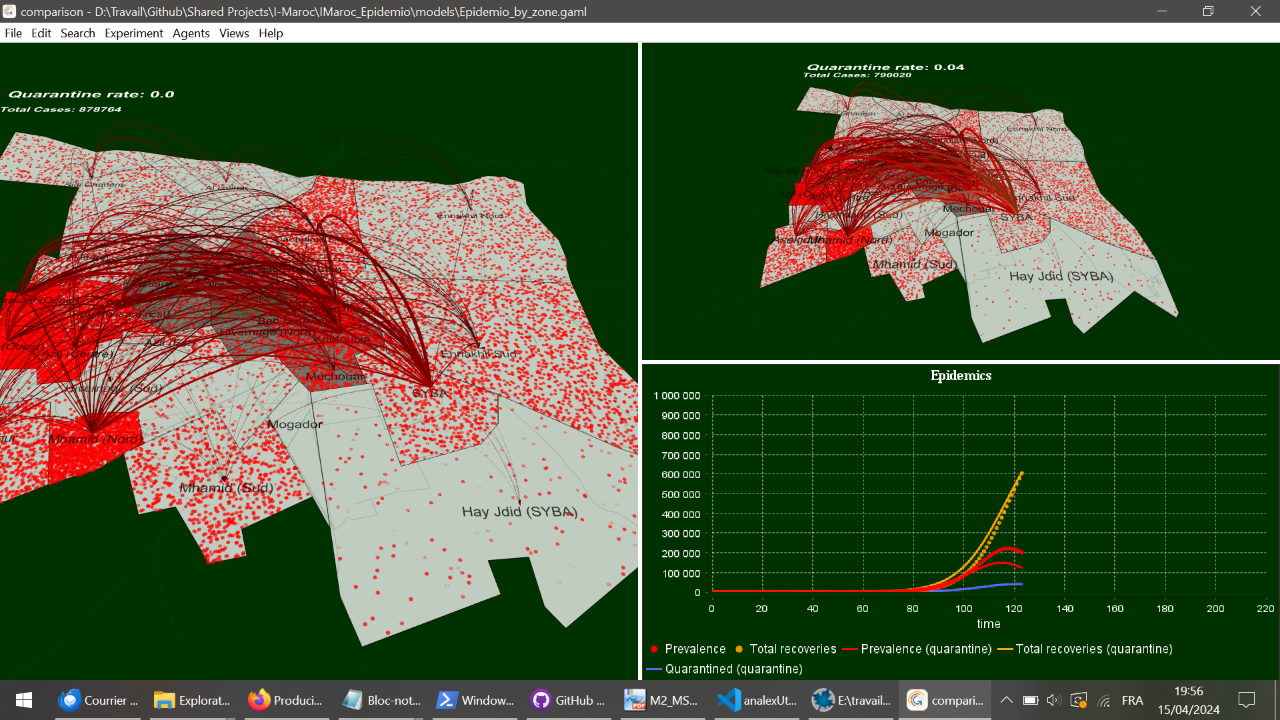 comparison - D:\Travail\Github\Shared Projects\I-Maroc\IMaroc_Epidemio\models\Epidemio_by_zone.gaml
File Edit Search Experiment Agents Views Help
Quarantine rate: 0.0
Total Cases: 878764
Ennakhil Nord
Mechouar
Ennakhil Sud
SYBA
Mogador
Mhamid (Nord)
Mhamid (Sud)
Hay Jdid (SYBA)
Quarantine rate: 0.04
Total Cases: 790020
Ennakhil Nord
Mechouar
SYBA
Mogador
Mhamid (Nord)
Mhamid (Sud)
Hay Jdid (SYBA)
Epidemics
1 000 000
900 000
800 000
700 000
600 000
500 000
400 000
300 000
200 000
100 000
0
0 20 40 60 80 100 120 140 160 180 200 220
time
Prevalence Total recoveries Prevalence (quarantine) Total recoveries (quarantine)
Quarantined (quarantine)
Courrier ... Explorat... Produci... Bloc-not... Window... GitHub ... M2_MS... analexUt... E:\travail... compari... FRA 19:56
15/04/2024